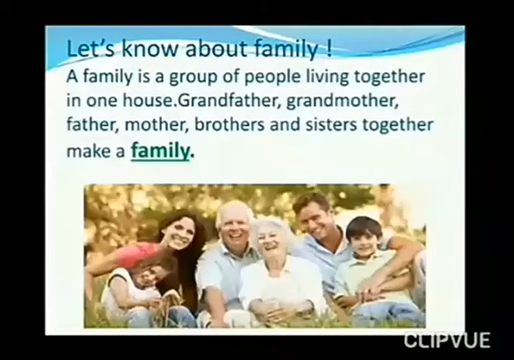 Let's know about family !
A family is a group of people living together
in one house.Grandfather, grandmother,
father, mother, brothers and sisters together
make a family.
CLIPVUE